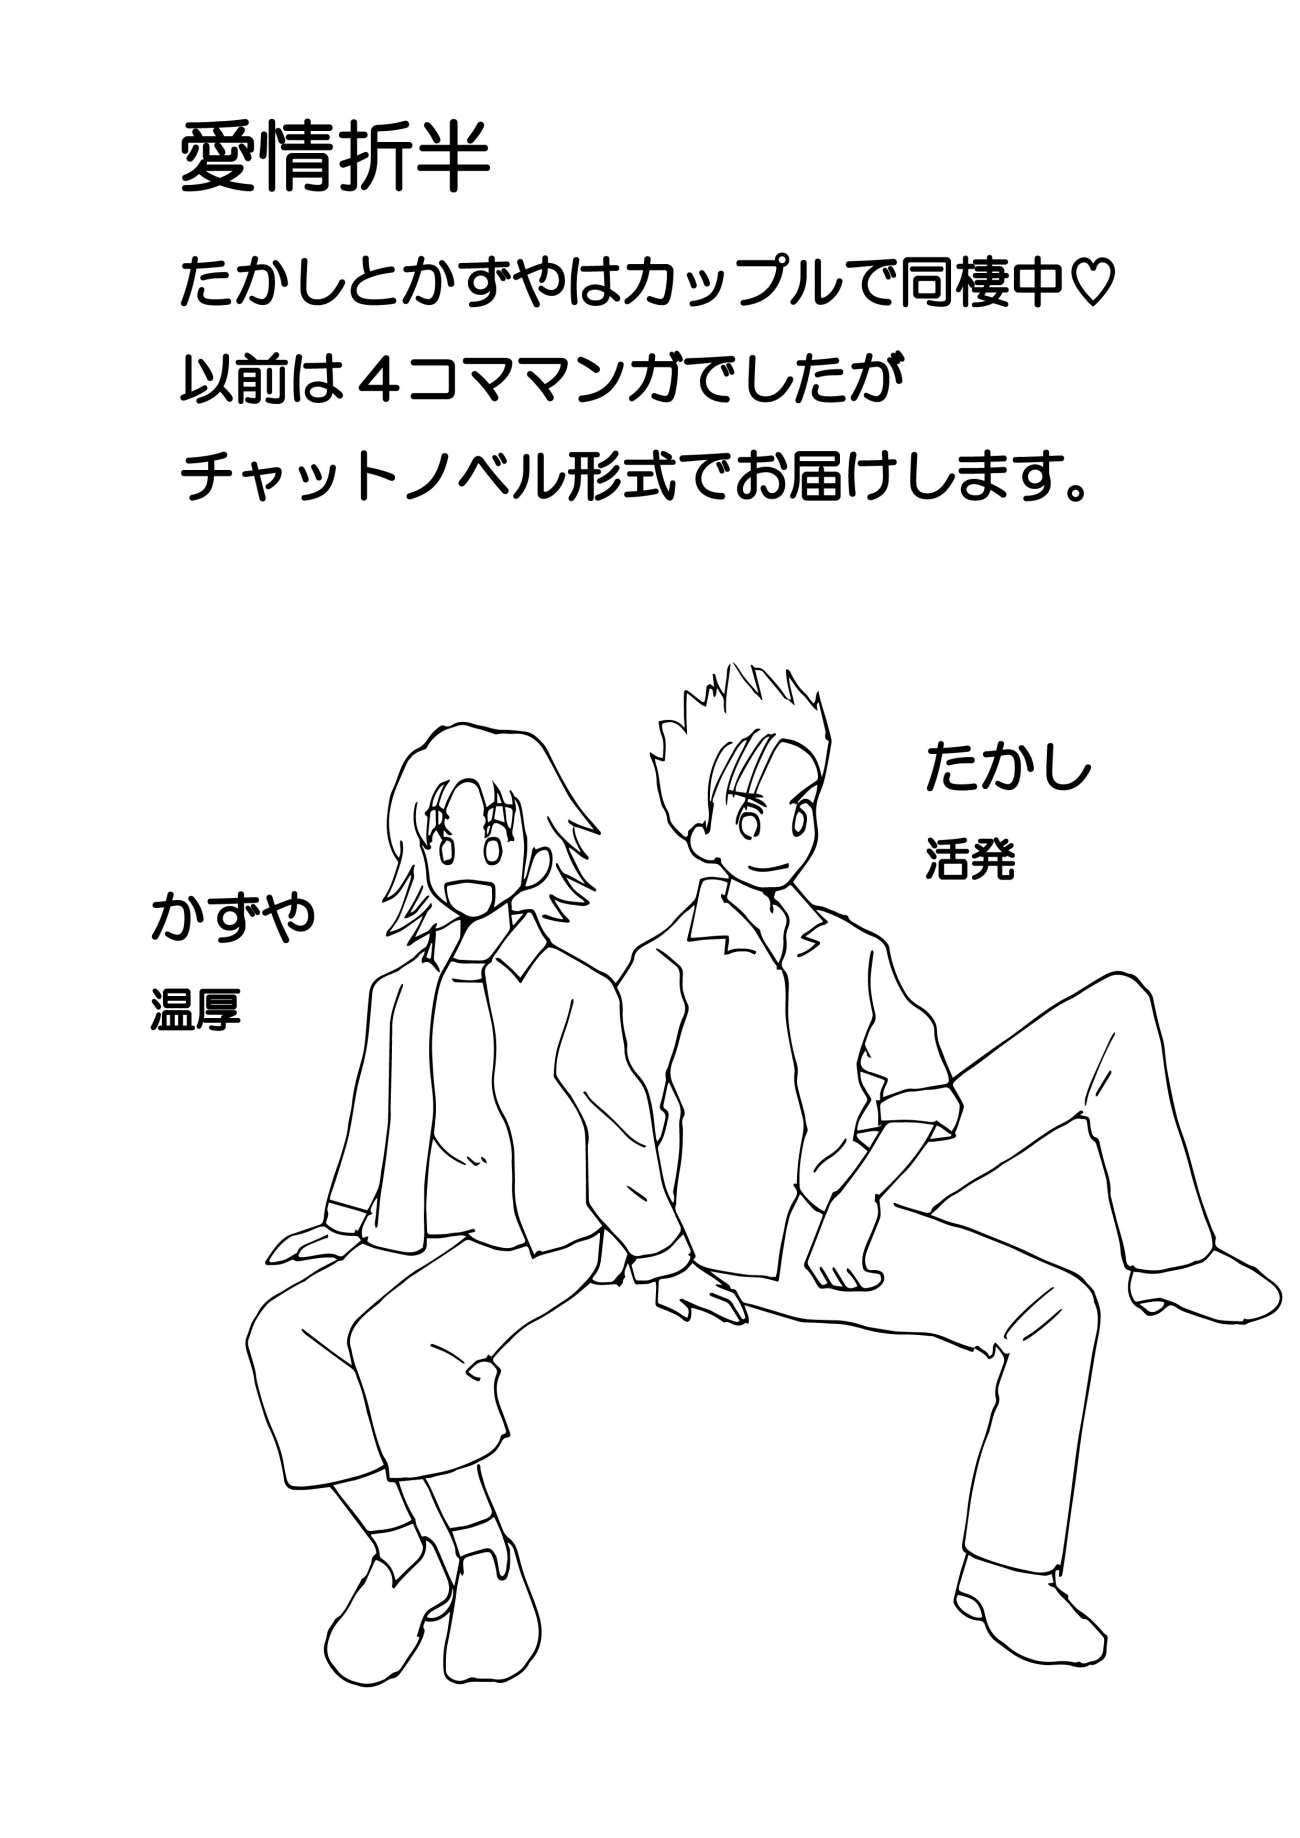 愛情折半
たかしとかずやはカップルで同棲中♡
以前は４コママンガでしたが
チャットノベル形式でお届けします。
たかし
活発
かずや
温厚